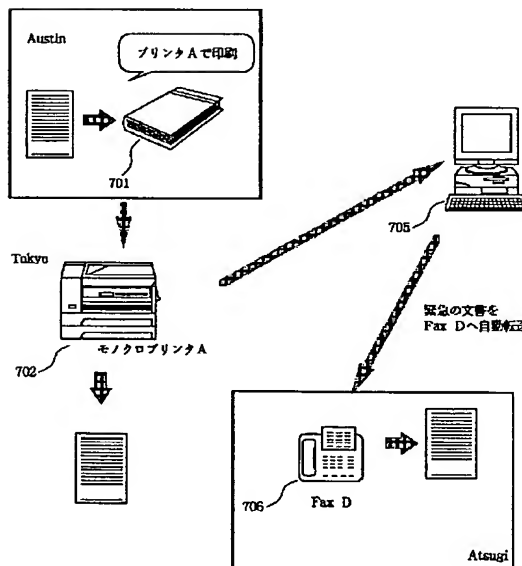 Austin
プリンタAで印刷
701
705
Tokyo
702
モノクロプリンタA
緊急の文書を
Fax Dへ自動転送
706
Fax D
Atsugi